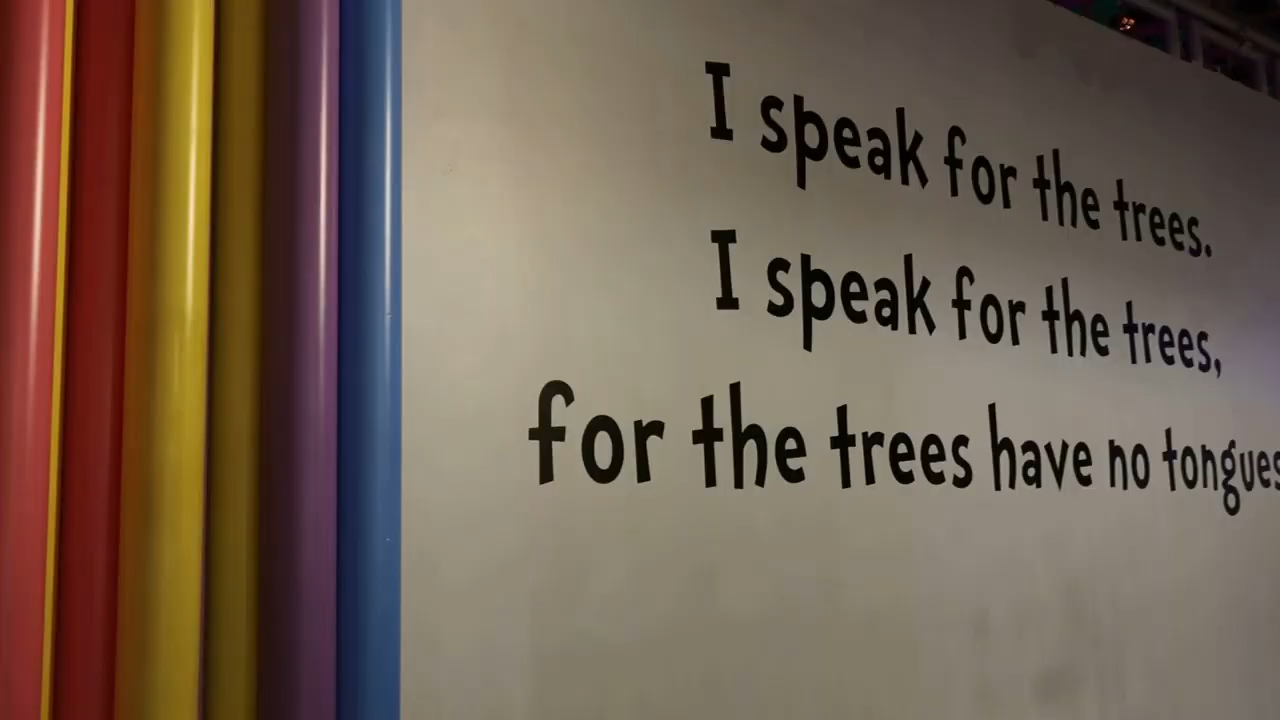 I speak for the trees.
I speak for the trees,
for the trees have no tongues